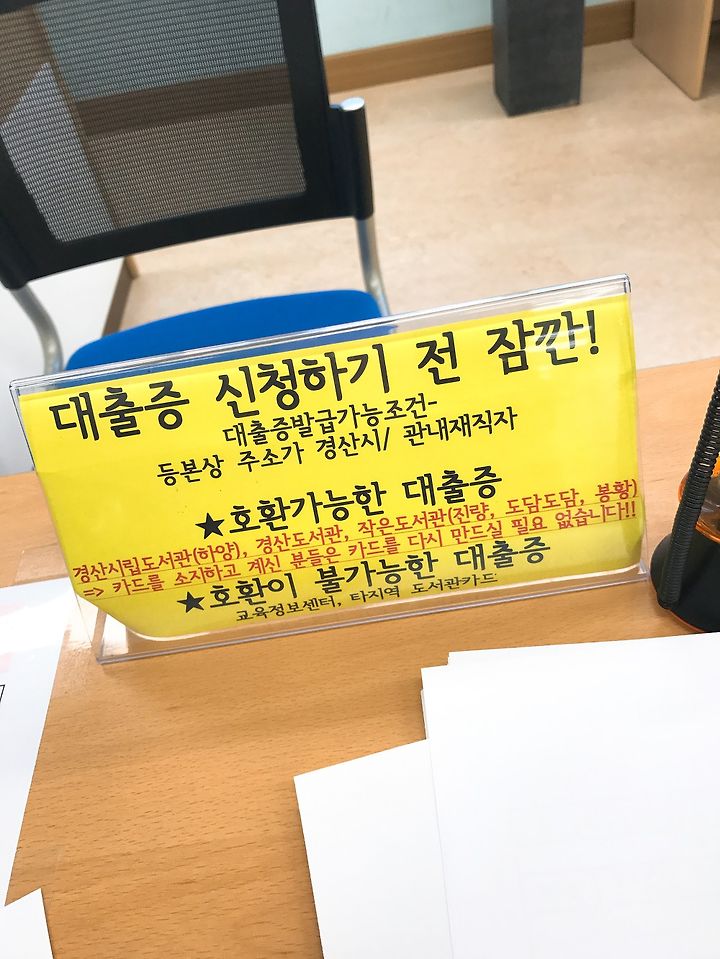 대출증 신청하기 전 잠깐!
대출증발급가능조건-
등본상 주소가 경산시/ 관내재직자
★호환가능한 대출증
경산시립도서관(하양), 경산도서관, 작은도서관(진량, 도담도담, 봉황)
=> 카드를 소지하고 계신 분들은 카드를 다시 만드실 필요 없습니다!!
★호환이 불가능한 대출증
교육정보센터, 타지역 도서관카드